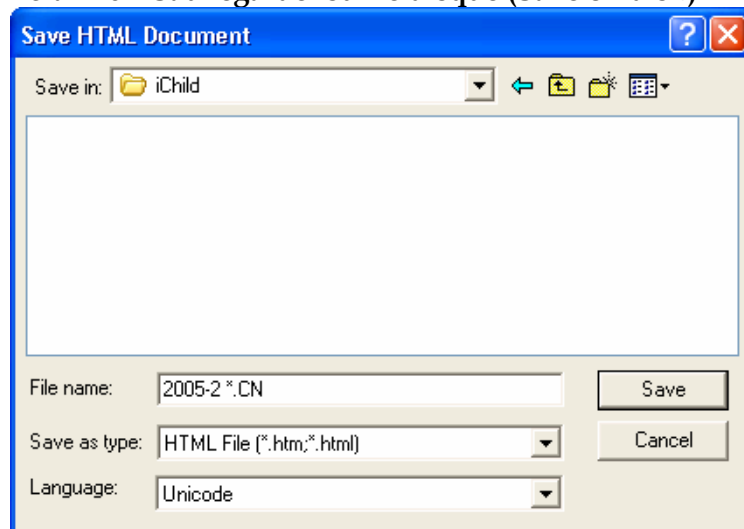 Save HTML Document
Save in: iChild
File name: 2005-2 *.CN
Save
Save as type: HTML File (*.htm;*.html)
Cancel
Language: Unicode